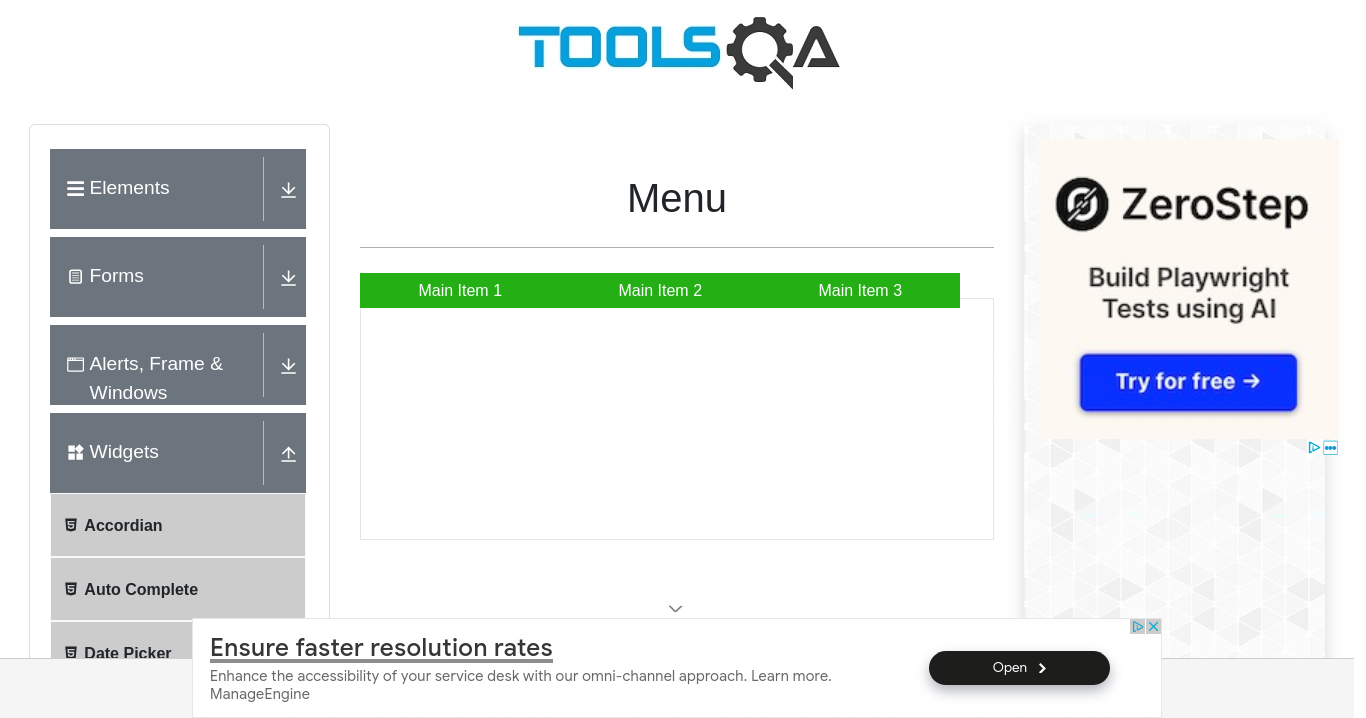 TOOLSQA
Elements
Forms
Alerts, Frame &
Windows
Widgets
Accordian
Auto Complete
Date Picker
Menu
Main Item 1
Main Item 2
Main Item 3
ZeroStep
Build Playwright
Tests using AI
Try for free →
Ensure faster resolution rates
Enhance the accessibility of your service desk with our omni-channel approach. Learn more.
ManageEngine
Open